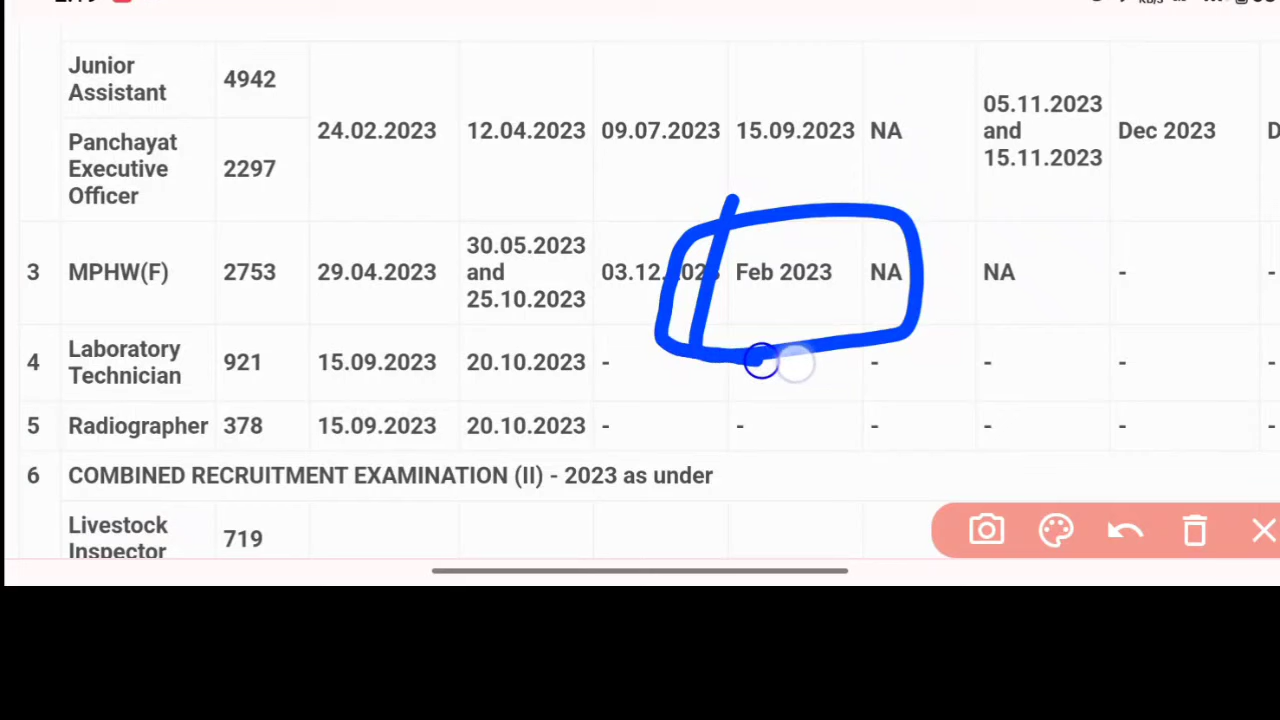 Junior
Assistant
4942
24.02.2023
12.04.2023
09.07.2023
15.09.2023
NA
05.11.2023
and
15.11.2023
Dec 2023
Panchayat
Executive
Officer
2297
3
MPHW(F)
2753
29.04.2023
30.05.2023
and
25.10.2023
03.12.2023
Feb 2023
NA
NA
-
-
4
Laboratory
Technician
921
15.09.2023
20.10.2023
-
-
-
-
-
5
Radiographer
378
15.09.2023
20.10.2023
-
-
-
-
-
-
6
COMBINED RECRUITMENT EXAMINATION (II) - 2023 as under
Livestock
Inspector
719